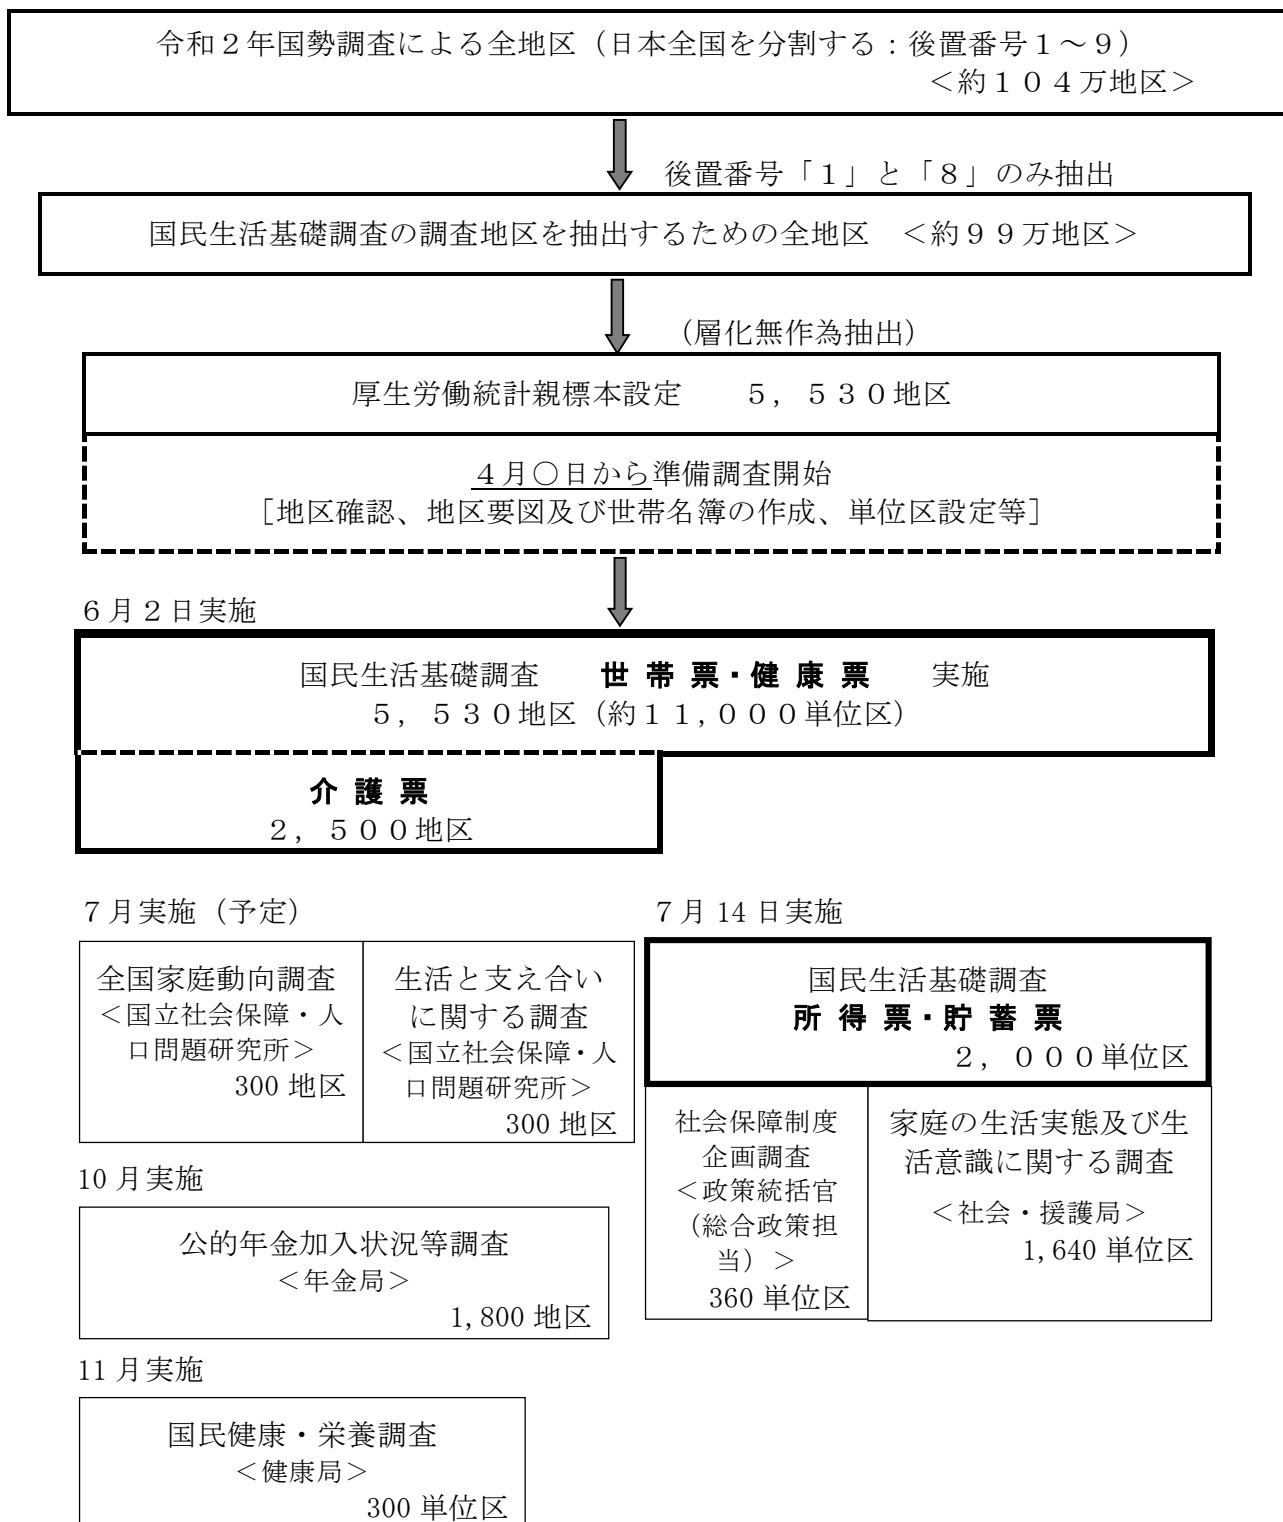 令和２年国勢調査による全地区（日本全国を分割する：後置番号１～９）
＜約１０４万地区＞
後置番号「１」と「８」のみ抽出
国民生活基礎調査の調査地区を抽出するための全地区　＜約９９万地区＞
（層化無作為抽出）
厚生労働統計親標本設定　　５，５３０地区
４月〇日から準備調査開始
［地区確認、地区要図及び世帯名簿の作成、単位区設定等］
６月２日実施
国民生活基礎調査　世帯票・健康票　実施
５，５３０地区（約１１,０００単位区）
介護票
２，５００地区
７月実施（予定）
全国家庭動向調査
＜国立社会保障・人
口問題研究所＞
300 地区
生活と支え合い
に関する調査
＜国立社会保障・人
口問題研究所＞
300 地区
７月 14 日実施
国民生活基礎調査
所得票・貯蓄票
２，０００単位区
社会保障制度
企画調査
＜政策統括官
（総合政策担
当）＞
360 単位区
家庭の生活実態及び生
活意識に関する調査
＜社会・援護局＞
1,640 単位区
10 月実施
公的年金加入状況等調査
＜年金局＞
1,800 地区
11 月実施
国民健康・栄養調査
＜健康局＞
300 単位区